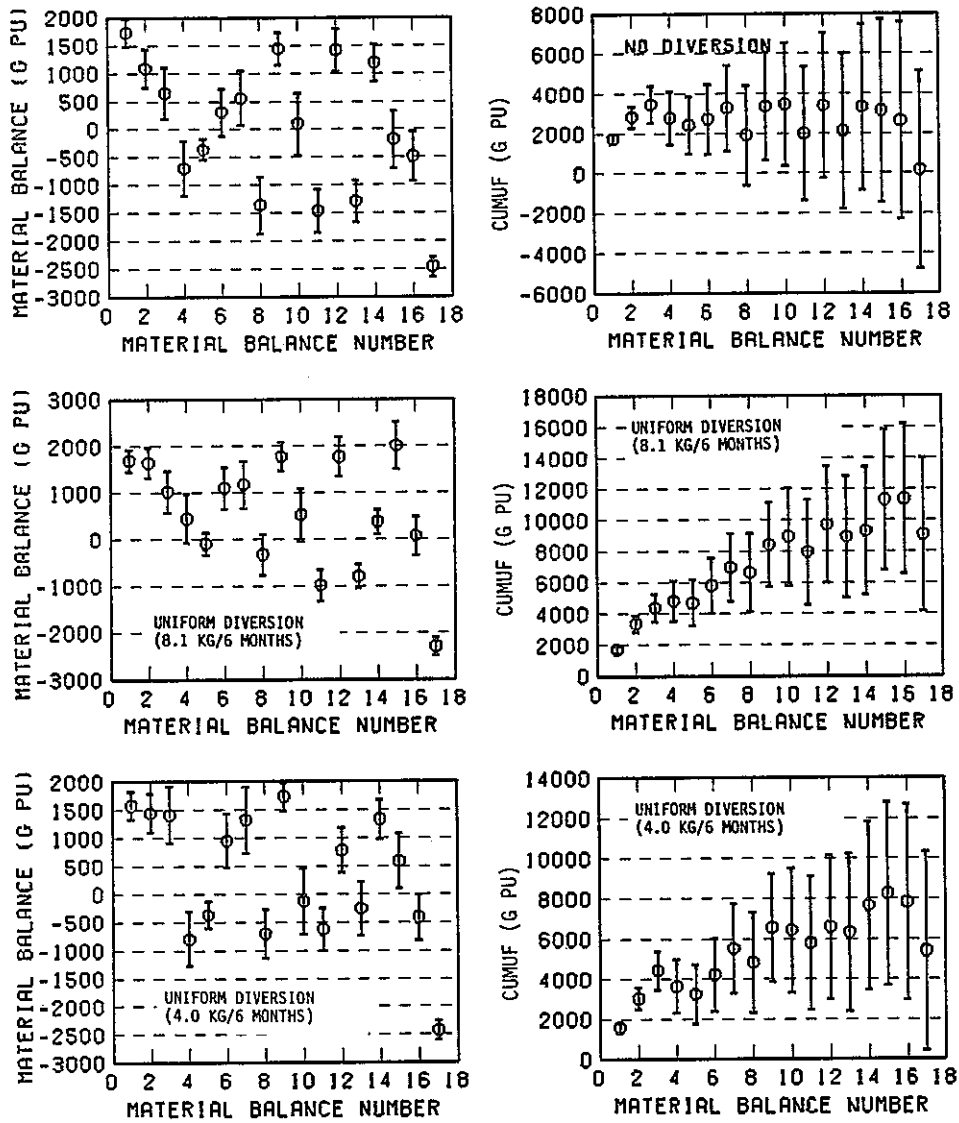 MATERIAL BALANCE (G PU)
2000
1500
1000
500
0
-500
-1000
-1500
-2000
-2500
-3000
0 2 4 6 8 10 12 14 16 18
MATERIAL BALANCE NUMBER
CUMUF (G PU)
8000
6000
4000
2000
0
-2000
-4000
-6000
NO DIVERSION
0 2 4 6 8 10 12 14 16 18
MATERIAL BALANCE NUMBER
MATERIAL BALANCE (G PU)
3000
2000
1000
0
-1000
-2000
-3000
UNIFORM DIVERSION
(8.1 KG/6 MONTHS)
0 2 4 6 8 10 12 14 16 18
MATERIAL BALANCE NUMBER
CUMUF (G PU)
18000
16000
14000
12000
10000
8000
6000
4000
2000
0
UNIFORM DIVERSION
(8.1 KG/6 MONTHS)
0 2 4 6 8 10 12 14 16 18
MATERIAL BALANCE NUMBER
MATERIAL BALANCE (G PU)
2000
1500
1000
500
0
-500
-1000
-1500
-2000
-2500
-3000
UNIFORM DIVERSION
(4.0 KG/6 MONTHS)
0 2 4 6 8 10 12 14 16 18
MATERIAL BALANCE NUMBER
CUMUF (G PU)
14000
12000
10000
8000
6000
4000
2000
0
UNIFORM DIVERSION
(4.0 KG/6 MONTHS)
0 2 4 6 8 10 12 14 16 18
MATERIAL BALANCE NUMBER